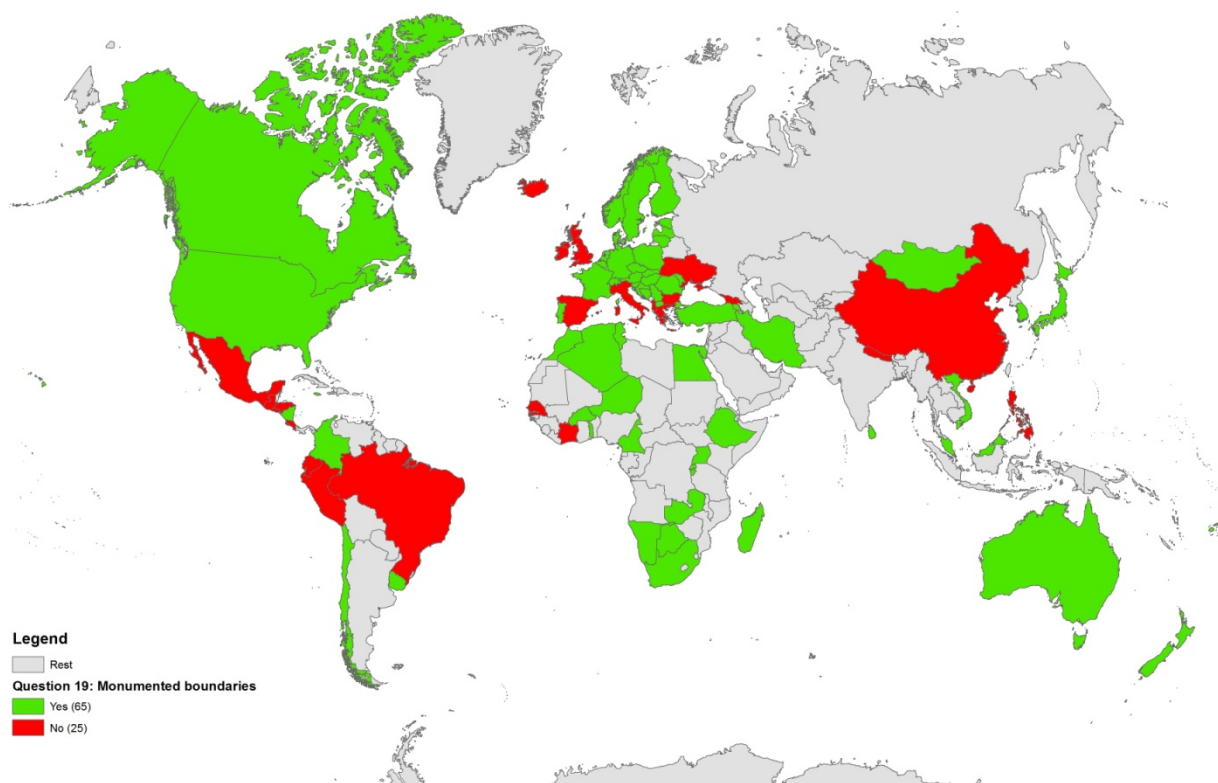 Legend
Rest
Question 19: Monumented boundaries
Yes (65)
No (25)